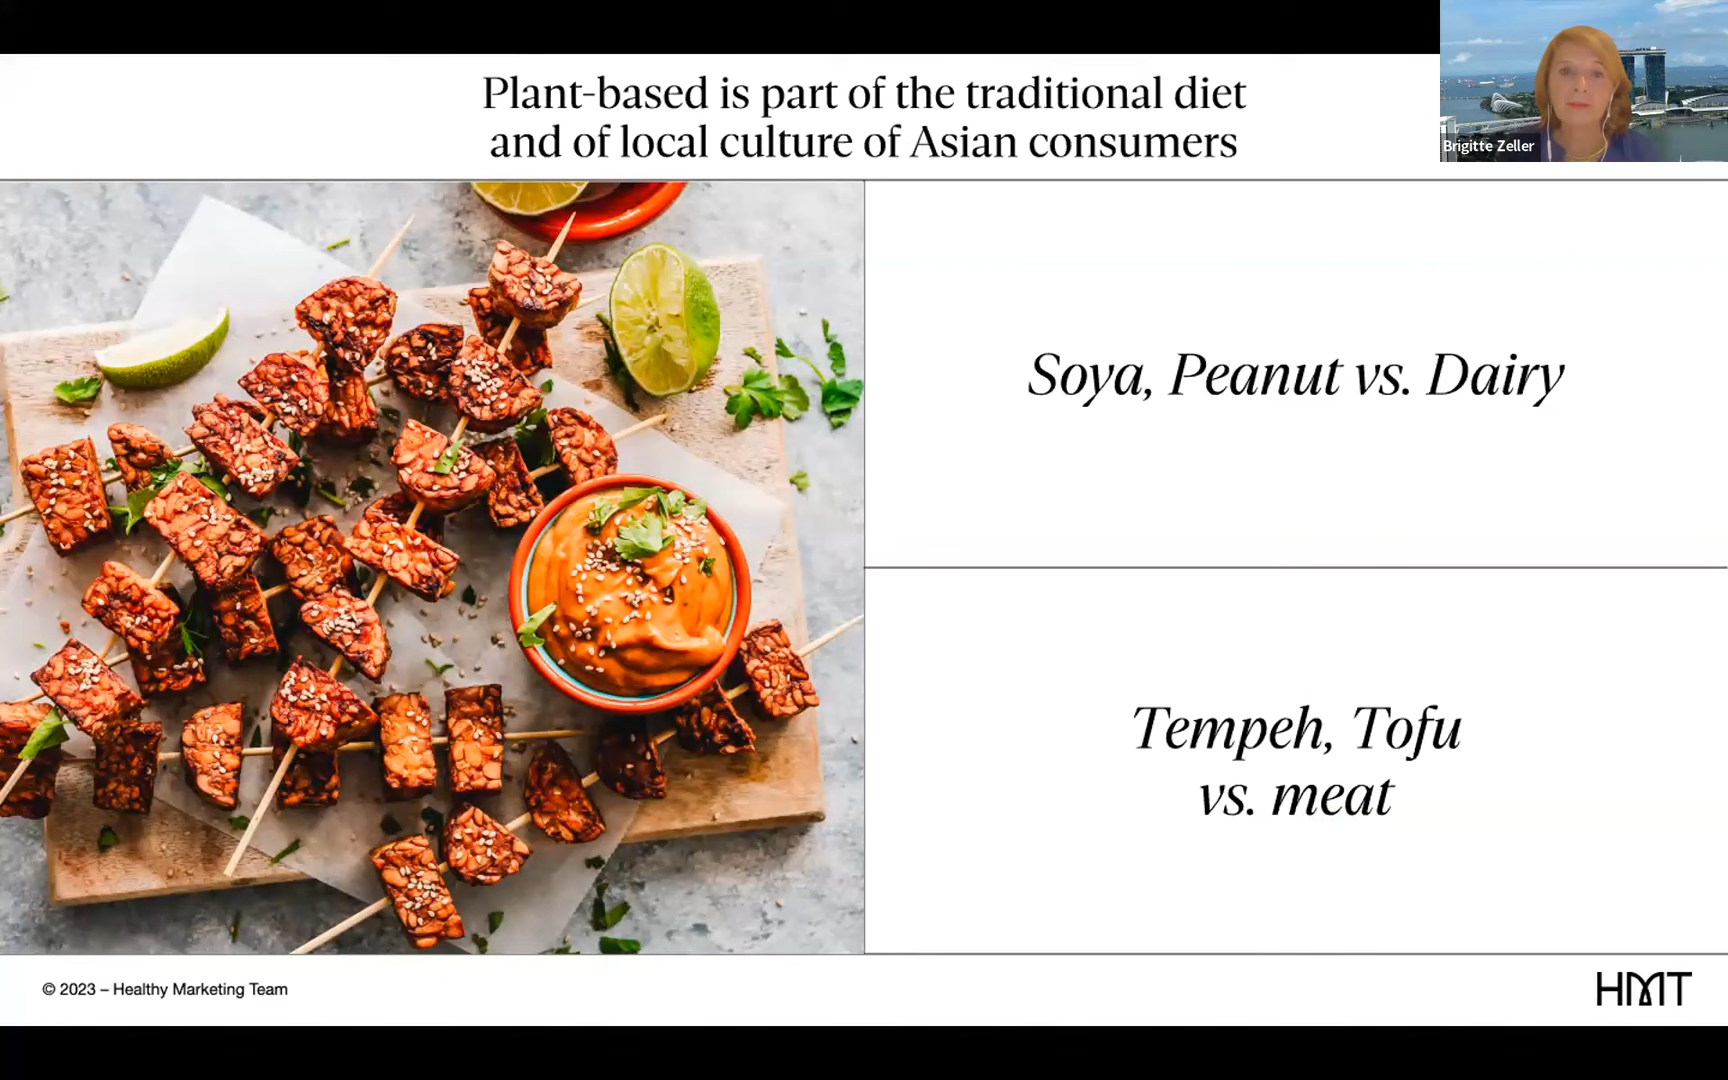 Plant-based is part of the traditional diet
and of local culture of Asian consumers
Brigitte Zeller
Soya, Peanut vs. Dairy
Tempeh, Tofu
vs. meat
© 2023 – Healthy Marketing Team
HMT